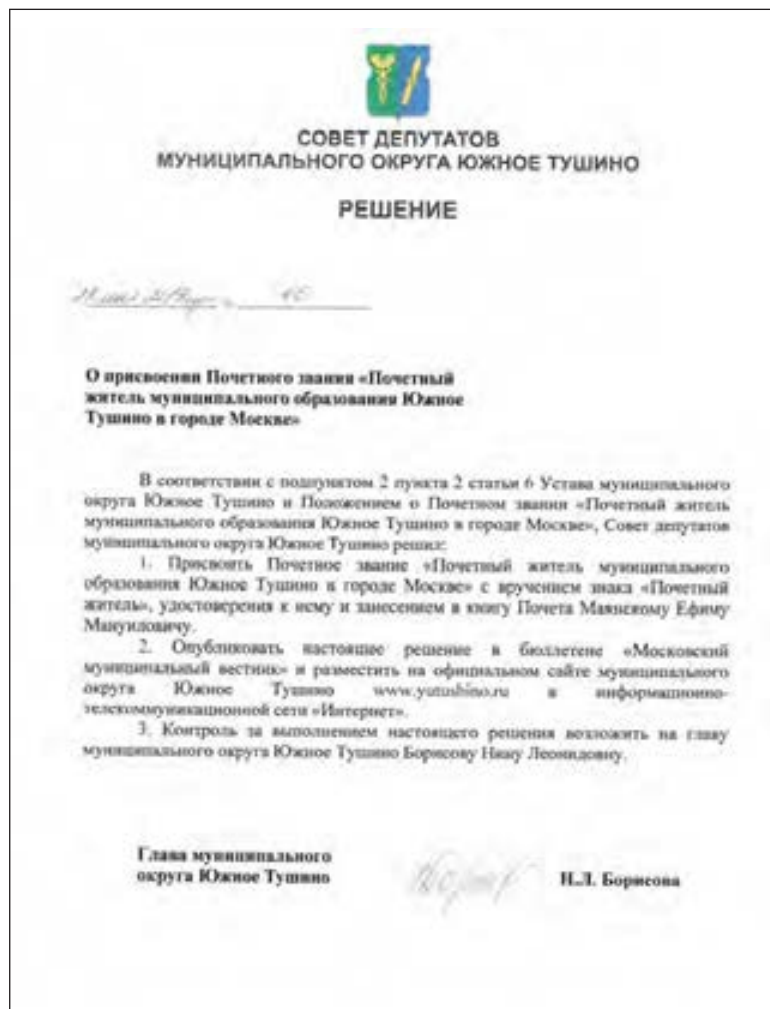 СОВЕТ ДЕПУТАТОВ
МУНИЦИПАЛЬНОГО ОКРУГА ЮЖНОЕ ТУШИНО
РЕШЕНИЕ
О присвоении Почетного звания «Почетный
житель муниципального образования Южное
Тушино в городе Москве»
В соответствии с подпунктом 2 пункта 2 статьи 6 Устава муниципального
округа Южное Тушино и Положением о Почетном звании «Почетный житель
муниципального образования Южное Тушино в городе Москве», Совет депутатов
муниципального округа Южное Тушино решил:
1. Присвоить Почетное звание «Почетный житель муниципального
образования Южное Тушино в городе Москве» с вручением знака «Почетный
житель», удостоверения к нему и занесением в книгу Почета Маянскому Ефиму
Мануиловичу.
2. Опубликовать настоящее решение в бюллетене «Московский
муниципальный вестник» и разместить на официальном сайте муниципального
округа Южное Тушино www.yutushino.ru в информационно-
телекоммуникационной сети «Интернет».
3. Контроль за выполнением настоящего решения возложить на главу
муниципального округа Южное Тушино Борисову Нину Леонидовну.
Глава муниципального
округа Южное Тушино Н.Л. Борисова